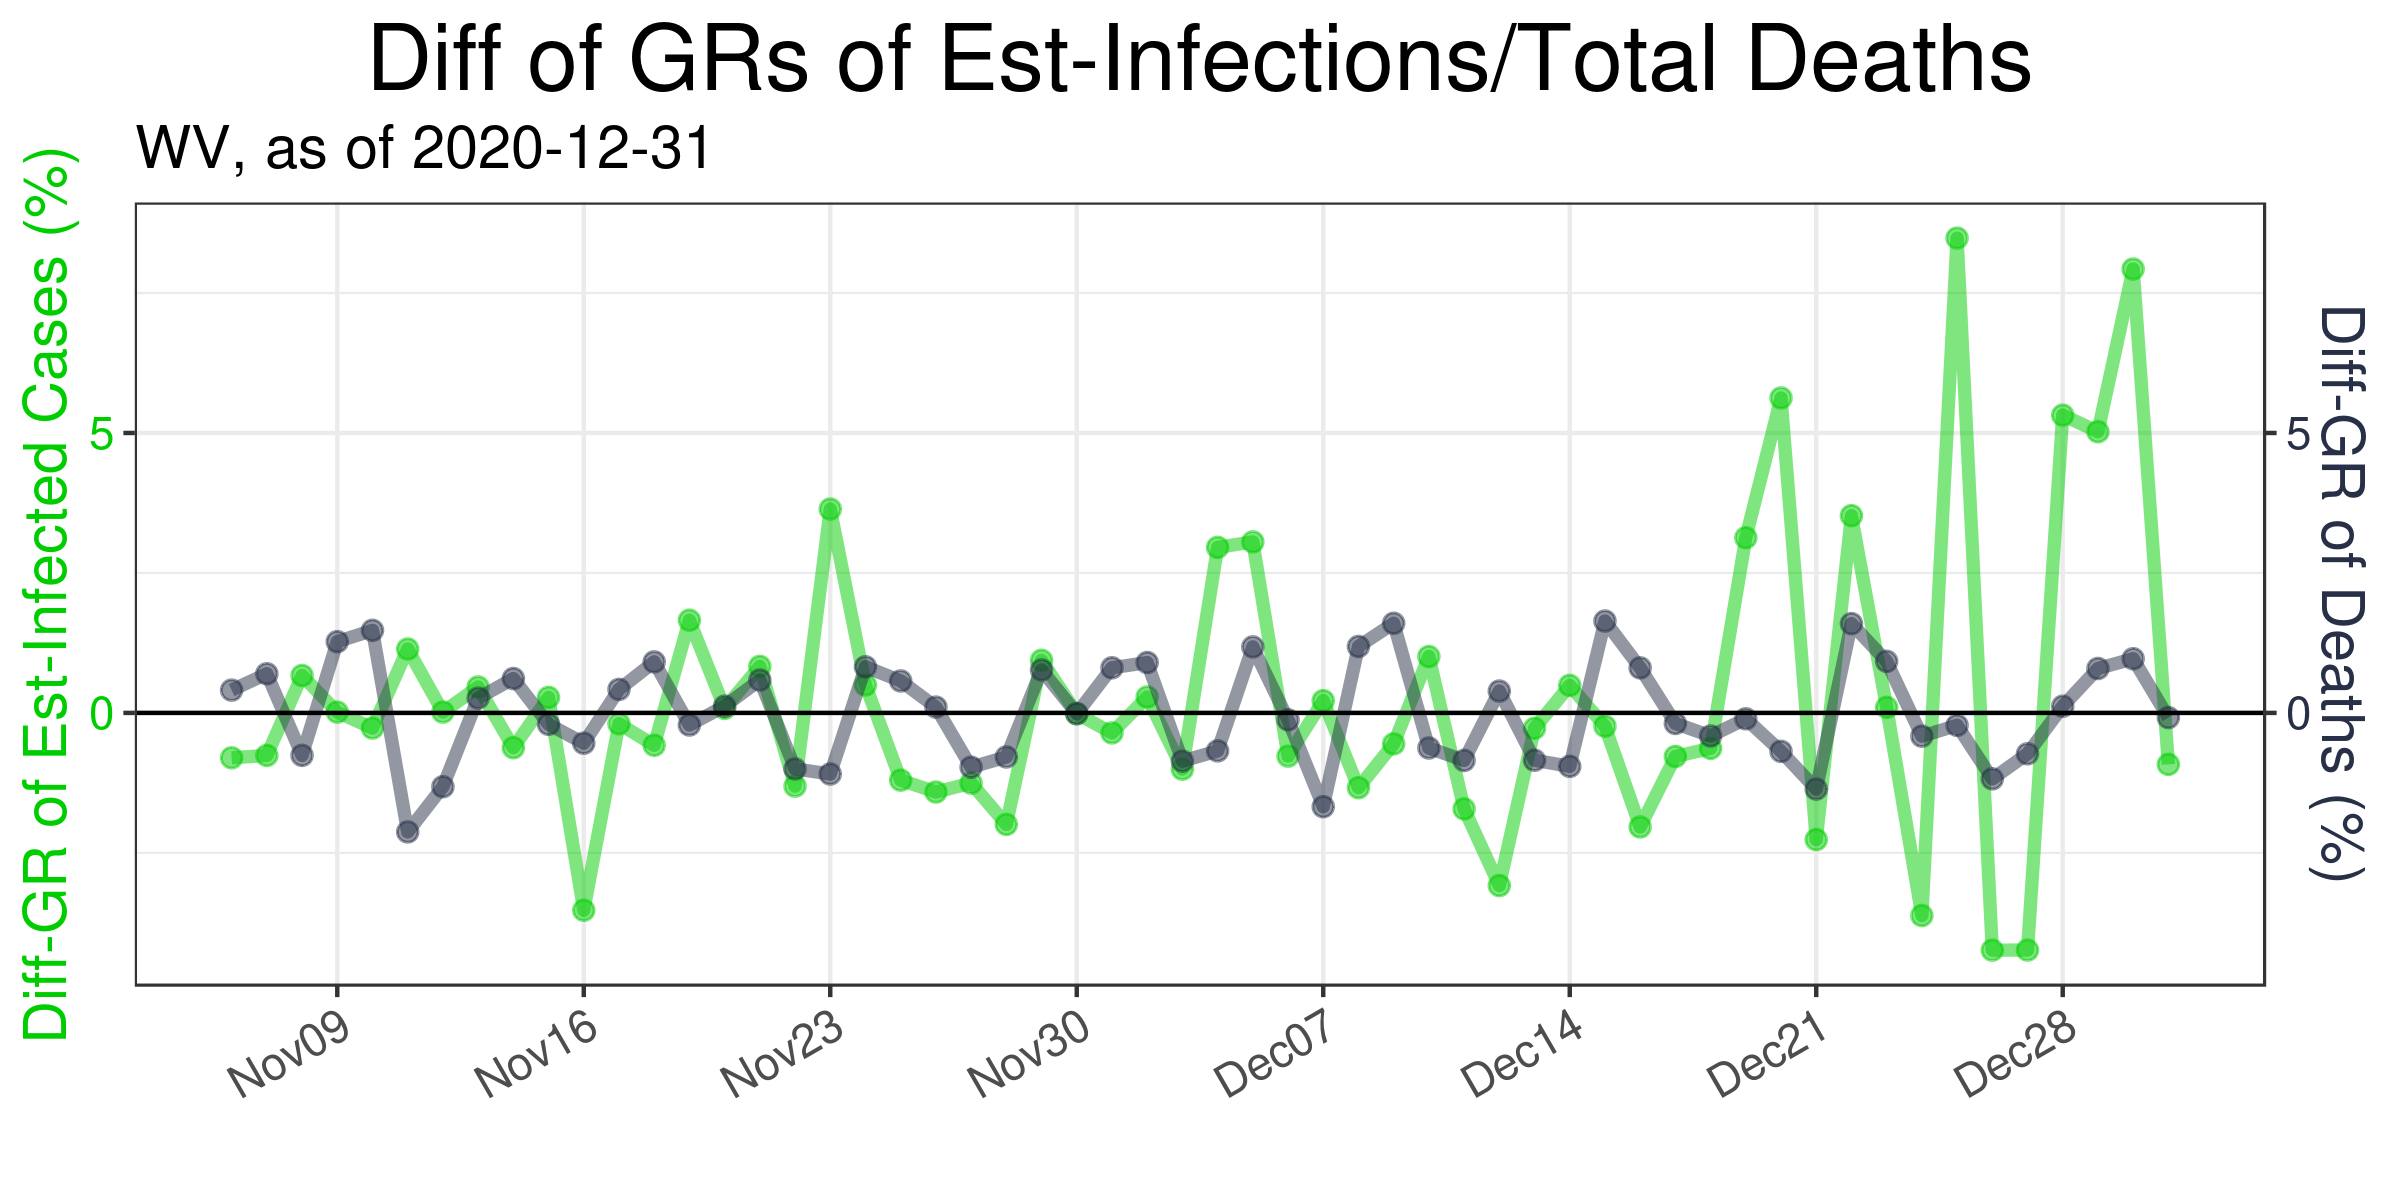 Diff of GRs of Est-Infections/Total Deaths
WV, as of 2020-12-31
Diff-GR of Est-Infected Cases (%)
5
0
5
0
Diff-GR of Deaths (%)
Nov09
Nov16
Nov23
Nov30
Dec07
Dec14
Dec21
Dec28